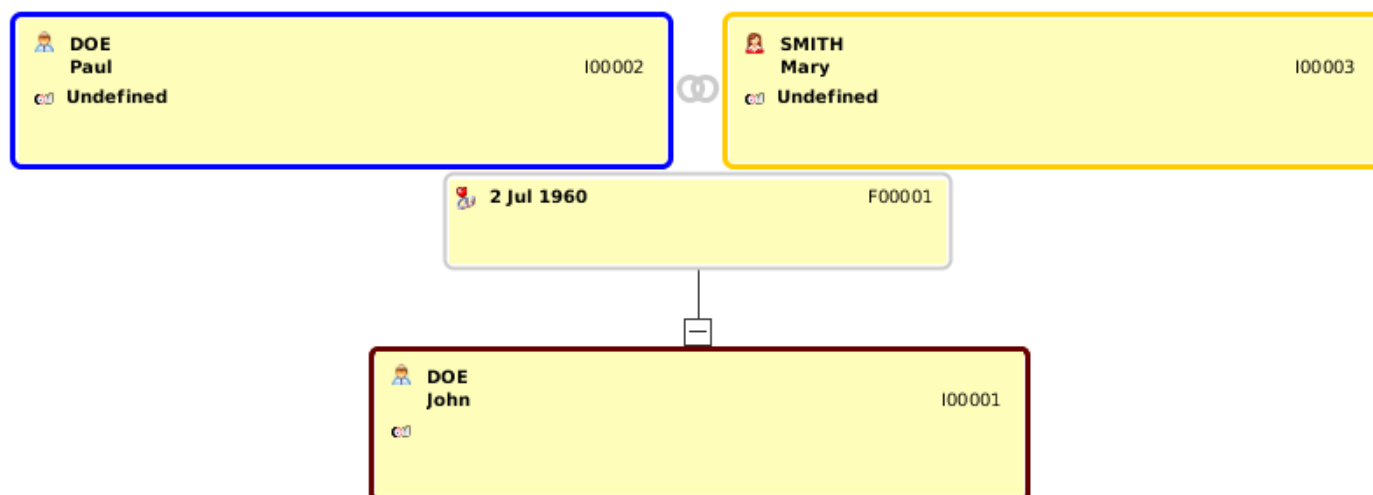 DOE
Paul I00002
Undefined
SMITH
Mary I00003
Undefined
2 Jul 1960 F00001
DOE
John I00001